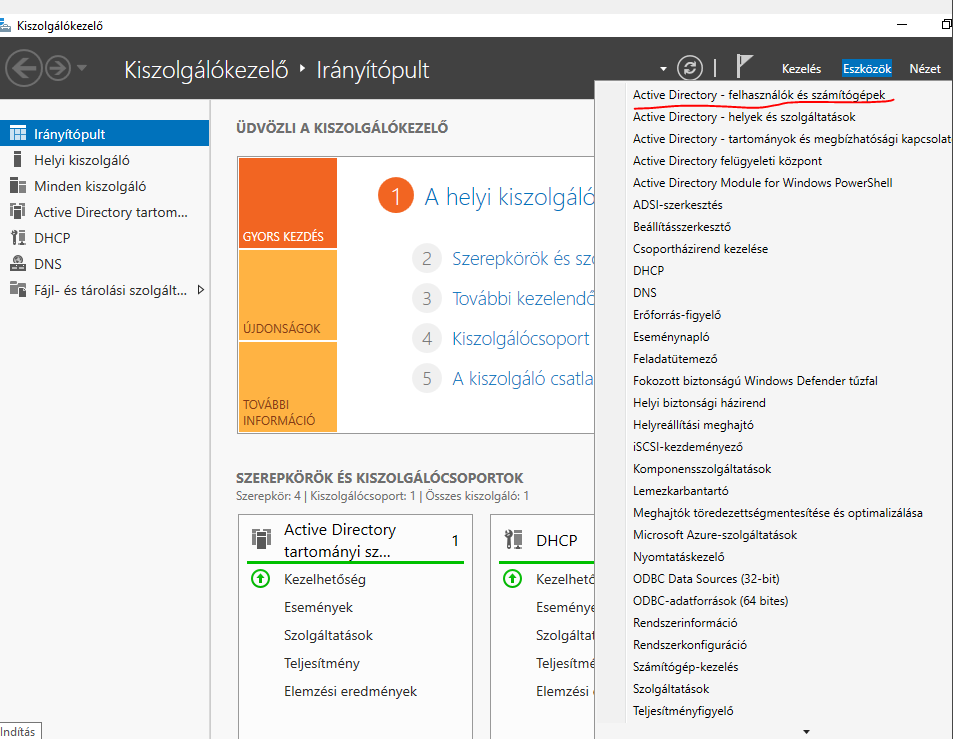 Kiszolgálókezelő
Kiszolgálókezelő
Irányítópult
Kezelés
Eszközök
Nézet
Irányítópult
Helyi kiszolgáló
Minden kiszolgáló
Active Directory tartom...
DHCP
DNS
Fájl- és tárolási szolgált...
ÜDVÖZLI A KISZOLGÁLÓKEZELŐ
GYORS KEZDÉS
ÚJDONSÁGOK
TOVÁBBI
INFORMÁCIÓ
1 A helyi kiszolgáló
2 Szerepkörök és szo
3 További kezelendő
4 Kiszolgálócsoport
5 A kiszolgáló csatla
SZEREPKÖRÖK ÉS KISZOLGÁLÓCSOPORTOK
Szerepkör: 4 | Kiszolgálócsoport: 1 | Összes kiszolgáló: 1
Active Directory
tartományi sz...
1
Kezelhetőség
Események
Szolgáltatások
Teljesítmény
Elemzési eredmények
DHCP
Kezelhető
Eseménye
Szolgáltat
Teljesítmé
Elemzési
Active Directory - felhasználók és számítógépek
Active Directory - helyek és szolgáltatások
Active Directory - tartományok és megbízhatósági kapcsolat
Active Directory felügyeleti központ
Active Directory Module for Windows PowerShell
ADSI-szerkesztés
Beállításszerkesztő
Csoportházirend kezelése
DHCP
DNS
Erőforrás-figyelő
Eseménynapló
Feladatütemező
Fokozott biztonságú Windows Defender tűzfal
Helyi biztonsági házirend
Helyreállítási meghajtó
iSCSI-kezdeményező
Komponensszolgáltatások
Lemezkarbantartó
Meghajtók töredezettségmentesítése és optimalizálása
Microsoft Azure-szolgáltatások
Nyomtatáskezelő
ODBC Data Sources (32-bit)
ODBC-adatforrások (64 bites)
Rendszerinformáció
Rendszerkonfiguráció
Számítógép-kezelés
Szolgáltatások
Teljesítményfigyelő
Indítás